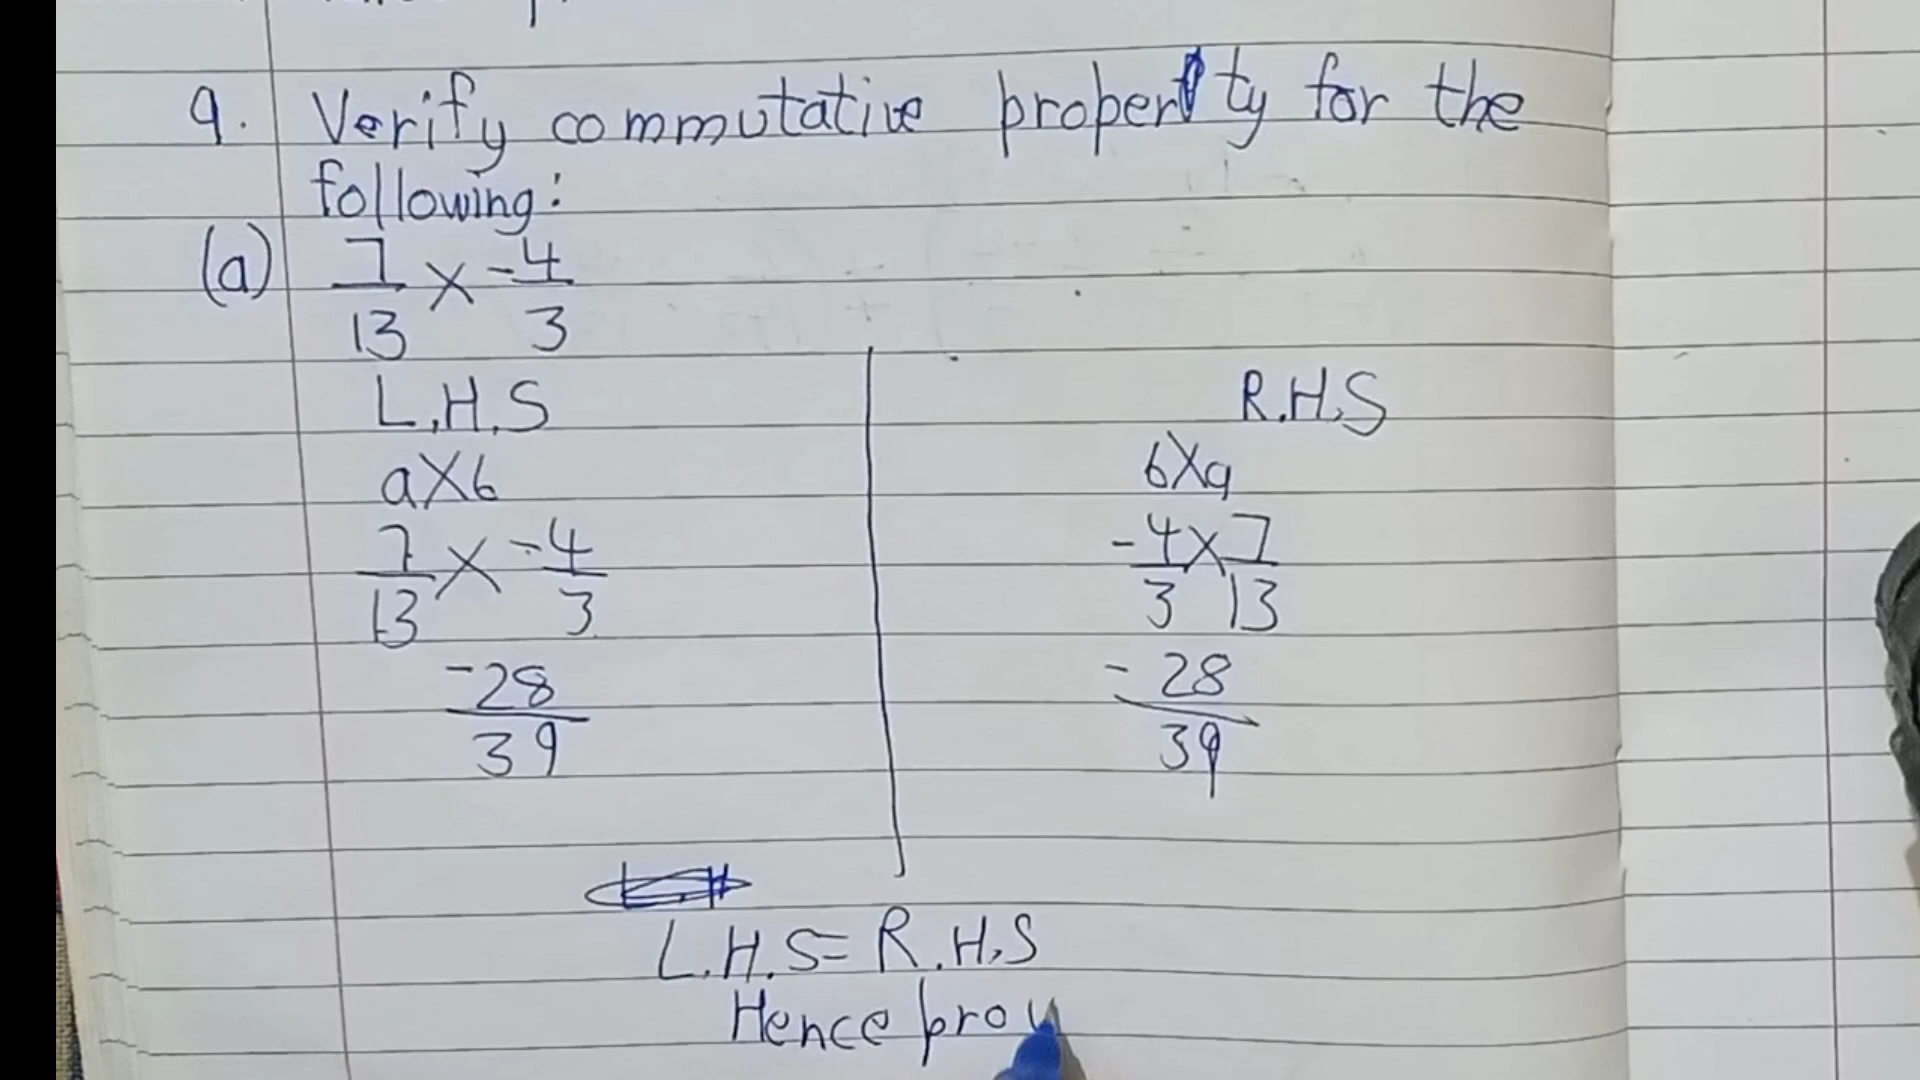 9. Verify commutative property for the
following:
(a) 7/13 × -4/3
L.H.S
a×b
7/13 × -4/3
-28/39
R.H.S
b×a
-4/3 × 7/13
-28/39
L.H.S = R.H.S
Hence prov